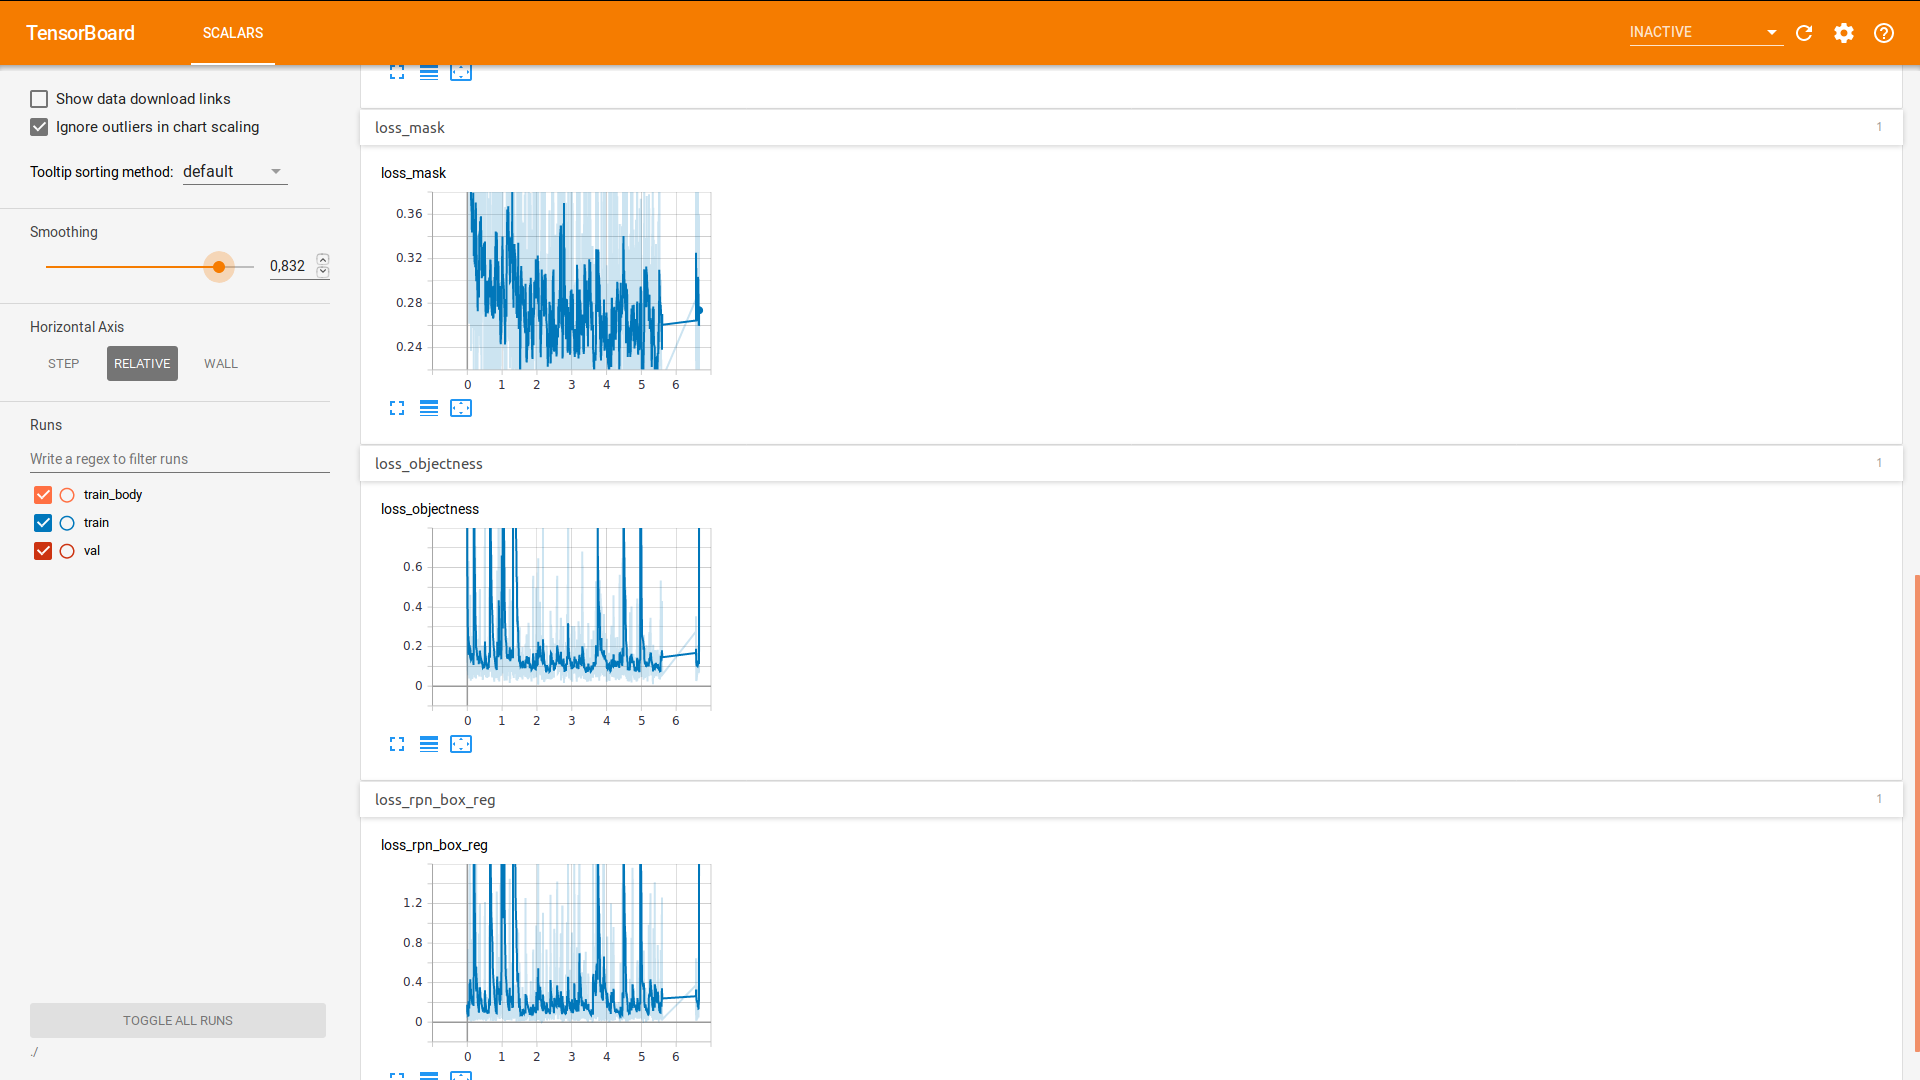 TensorBoard
SCALARS
INACTIVE
Show data download links
Ignore outliers in chart scaling
Tooltip sorting method: default
Smoothing
0,832
Horizontal Axis
STEP RELATIVE WALL
Runs
Write a regex to filter runs
train_body
train
val
TOGGLE ALL RUNS
./
loss_mask 1
loss_mask
0.36
0.32
0.28
0.24
0 1 2 3 4 5 6
loss_objectness 1
loss_objectness
0.6
0.4
0.2
0
0 1 2 3 4 5 6
loss_rpn_box_reg 1
loss_rpn_box_reg
1.2
0.8
0.4
0
0 1 2 3 4 5 6